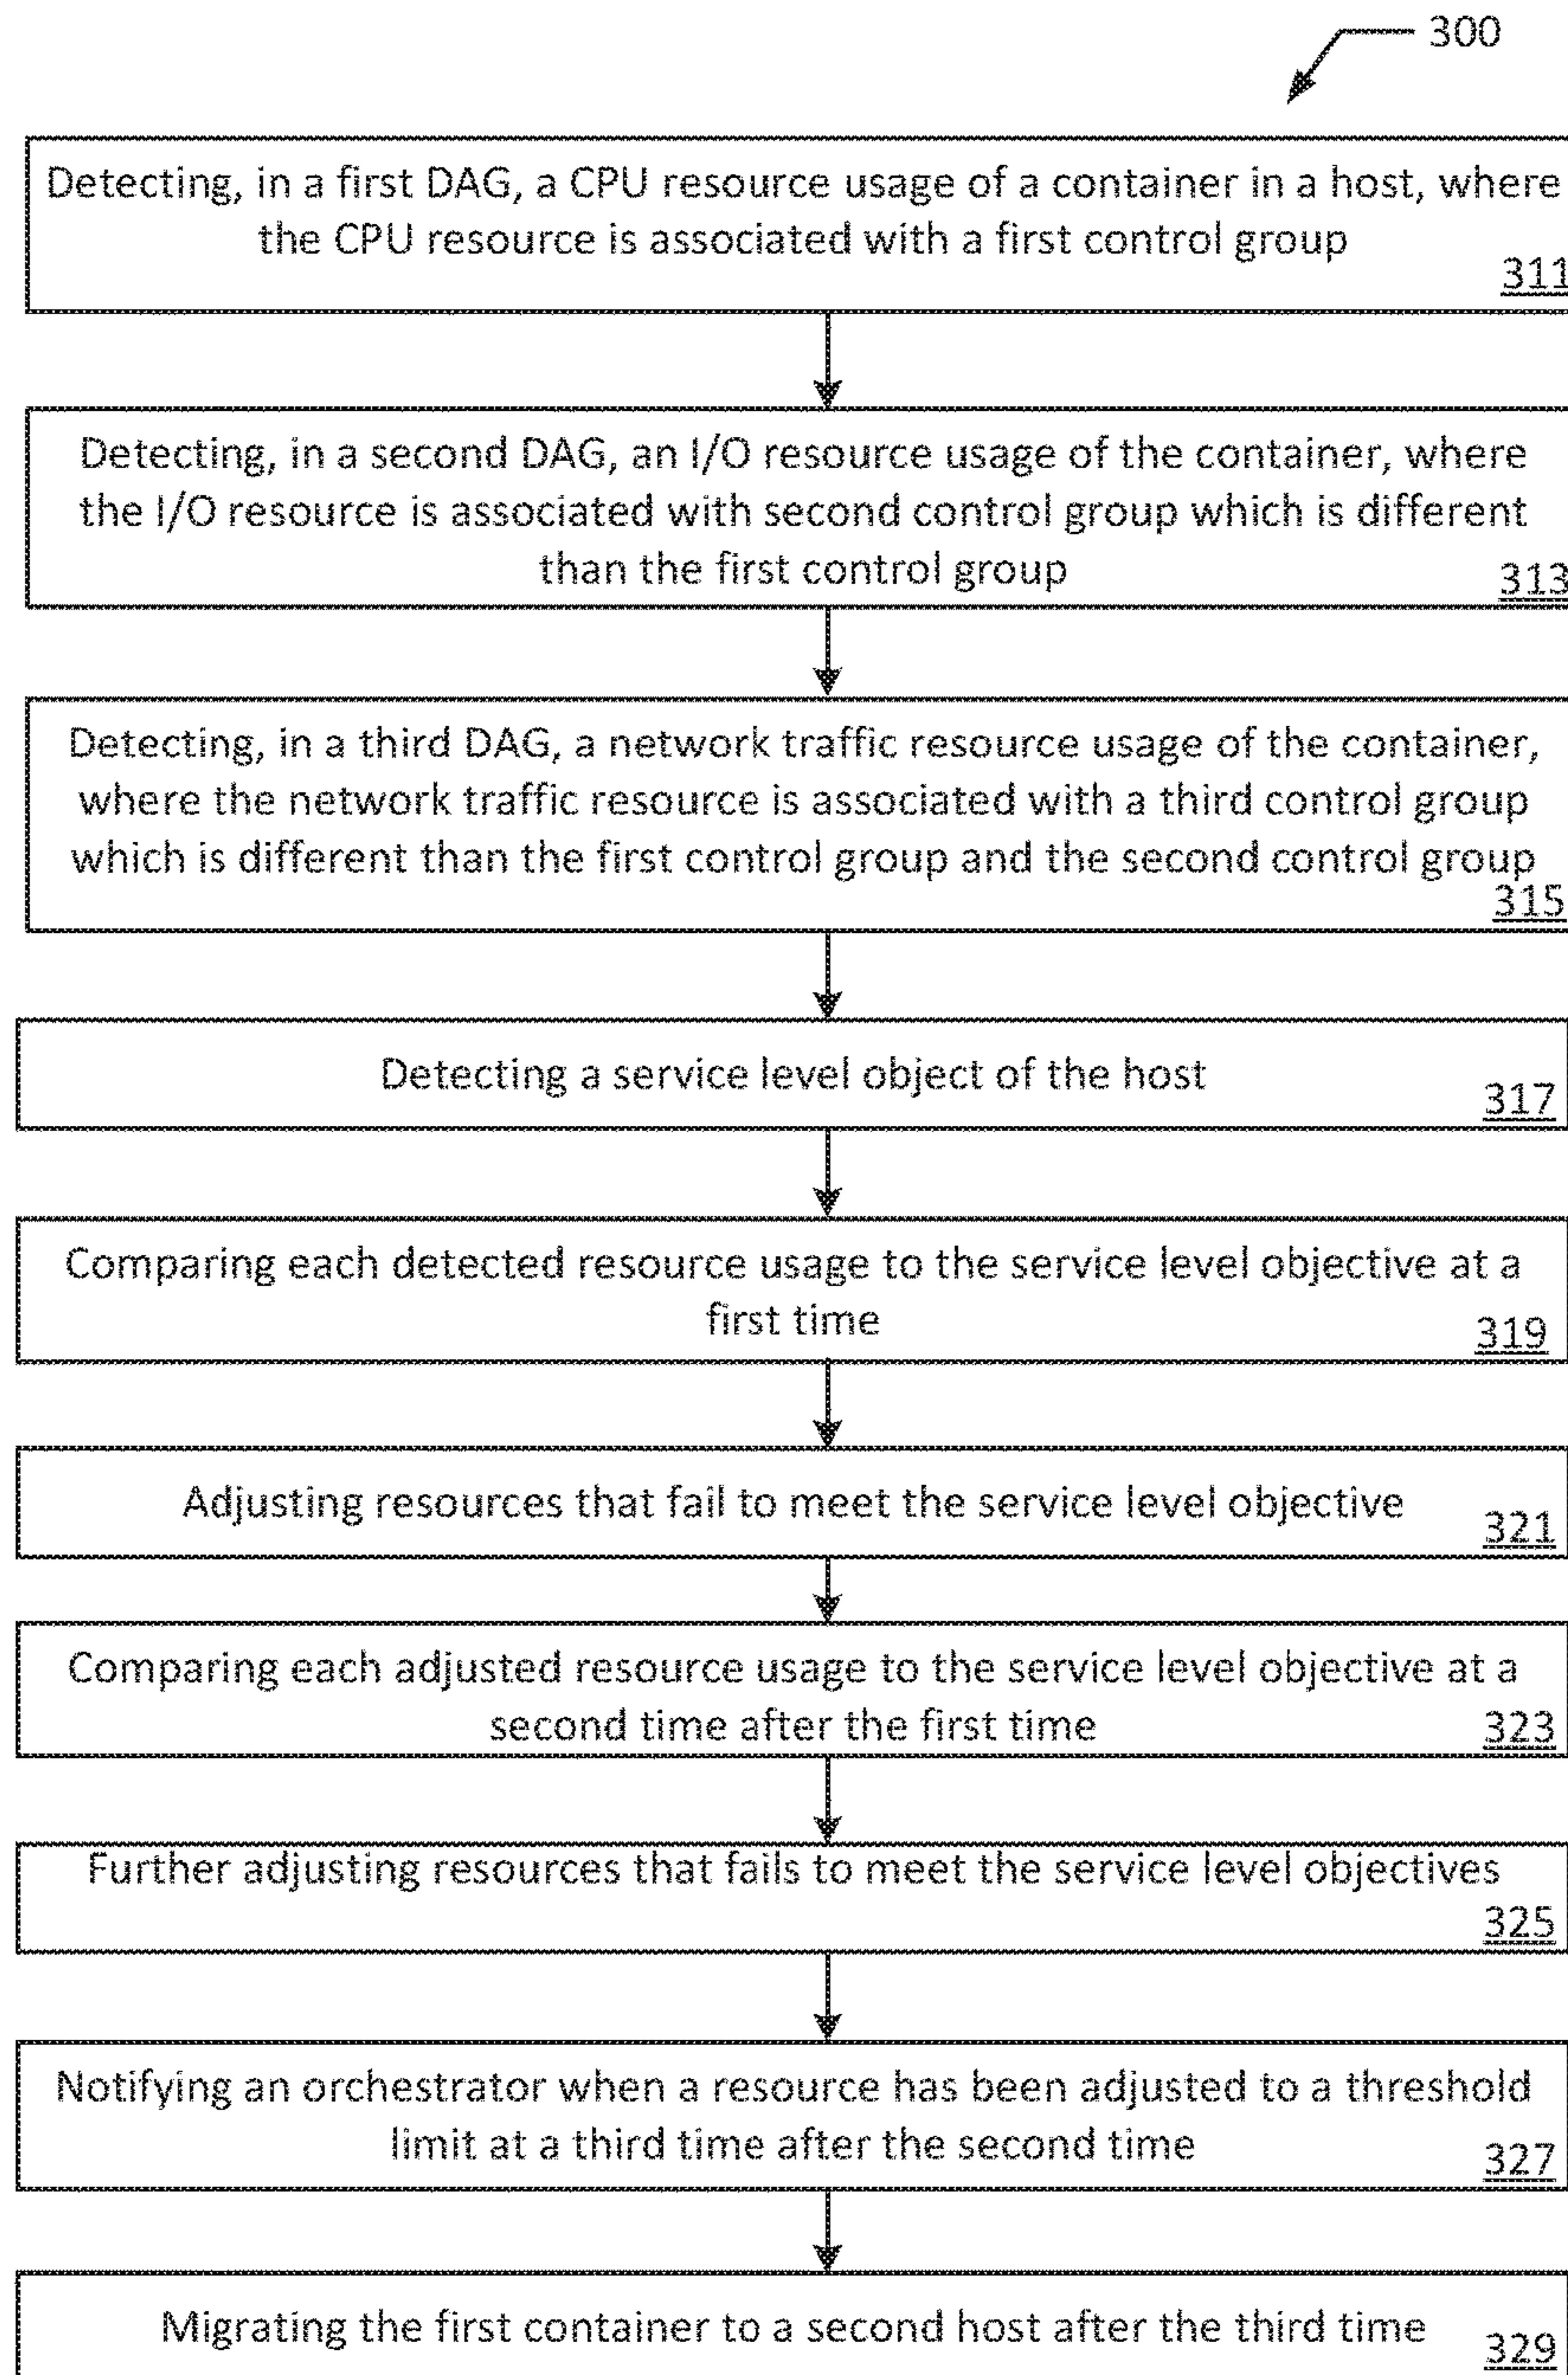 300
Detecting, in a first DAG, a CPU resource usage of a container in a host, where
the CPU resource is associated with a first control group
311
Detecting, in a second DAG, an I/O resource usage of the container, where
the I/O resource is associated with second control group which is different
than the first control group
313
Detecting, in a third DAG, a network traffic resource usage of the container,
where the network traffic resource is associated with a third control group
which is different than the first control group and the second control group
315
Detecting a service level object of the host
317
Comparing each detected resource usage to the service level objective at a
first time
319
Adjusting resources that fail to meet the service level objective
321
Comparing each adjusted resource usage to the service level objective at a
second time after the first time
323
Further adjusting resources that fails to meet the service level objectives
325
Notifying an orchestrator when a resource has been adjusted to a threshold
limit at a third time after the second time
327
Migrating the first container to a second host after the third time
329